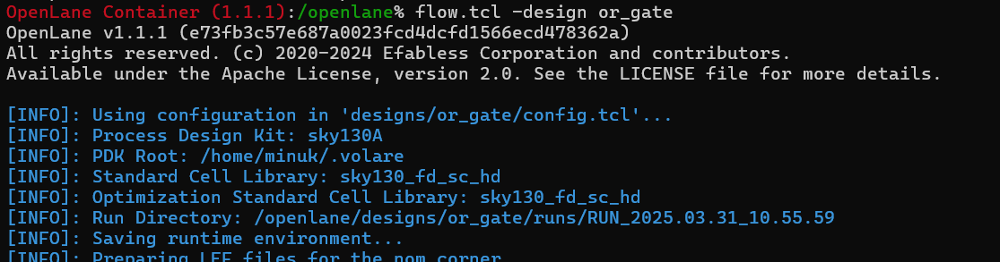 OpenLane Container (1.1.1):/openlane% flow.tcl -design or_gate
OpenLane v1.1.1 (e73fb3c57e687a0023fcd4dcfd1566ecd478362a)
All rights reserved. (c) 2020-2024 Efabless Corporation and contributors.
Available under the Apache License, version 2.0. See the LICENSE file for more details.
[INFO]: Using configuration in 'designs/or_gate/config.tcl'...
[INFO]: Process Design Kit: sky130A
[INFO]: PDK Root: /home/minuk/.volare
[INFO]: Standard Cell Library: sky130_fd_sc_hd
[INFO]: Optimization Standard Cell Library: sky130_fd_sc_hd
[INFO]: Run Directory: /openlane/designs/or_gate/runs/RUN_2025.03.31_10.55.59
[INFO]: Saving runtime environment...
[INFO]: Preparing LEF files for the nom corner